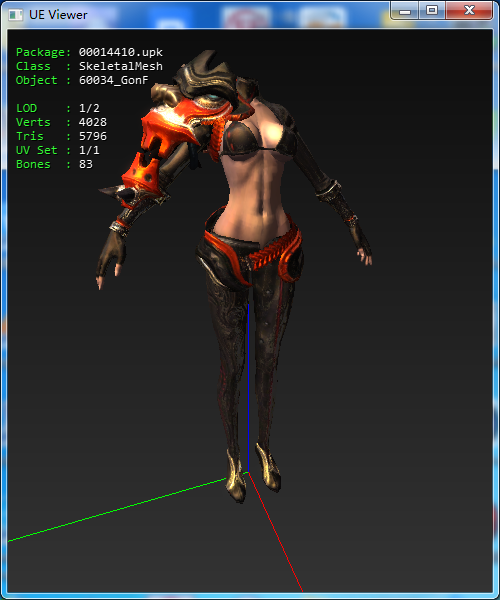 UE Viewer
Package: 00014410.upk
Class : SkeletalMesh
Object : 60034_GonF
LOD : 1/2
Verts : 4028
Tris : 5796
UV Set : 1/1
Bones : 83